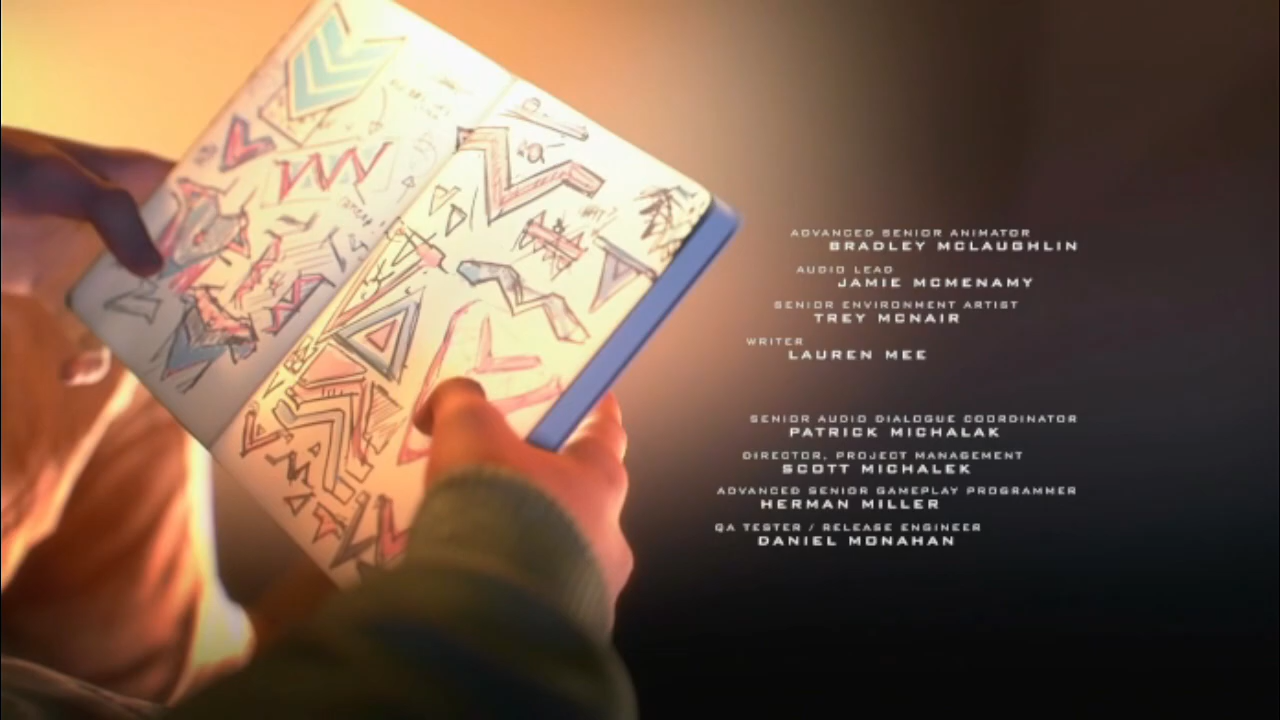 ADVANCED SENIOR ANIMATOR
BRADLEY MCLAUGHLIN
AUDIO LEAD
JAMIE MCMENAMY
SENIOR ENVIRONMENT ARTIST
TREY MCNAIR
WRITER
LAUREN MEE
SENIOR AUDIO DIALOGUE COORDINATOR
PATRICK MICHALAK
DIRECTOR, PROJECT MANAGEMENT
SCOTT MICHALEK
ADVANCED SENIOR GAMEPLAY PROGRAMMER
HERMAN MILLER
QA TESTER / RELEASE ENGINEER
DANIEL MONAHAN